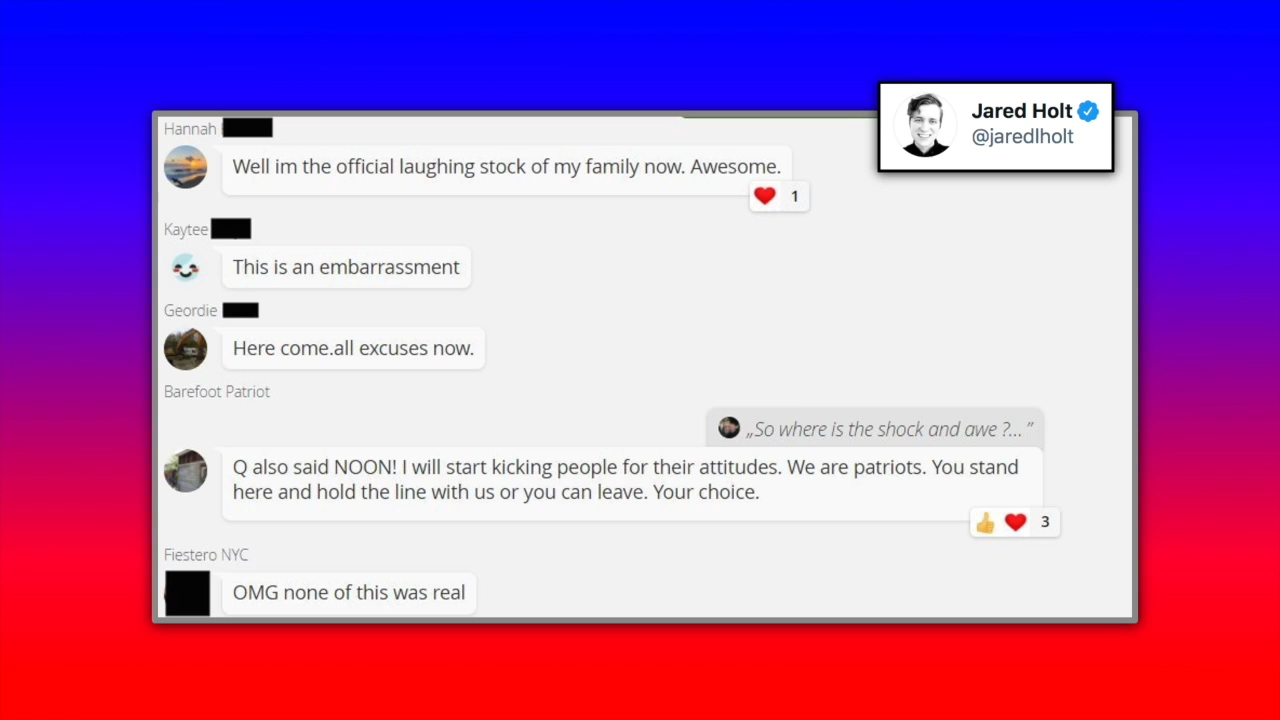 Jared Holt
@jaredlholt
Hannah
Well im the official laughing stock of my family now. Awesome.
❤️ 1
Kaytee
This is an embarrassment
Geordie
Here come.all excuses now.
Barefoot Patriot
„So where is the shock and awe ?... ”
Q also said NOON! I will start kicking people for their attitudes. We are patriots. You stand
here and hold the line with us or you can leave. Your choice.
👍 ❤️ 3
Fiestero NYC
OMG none of this was real